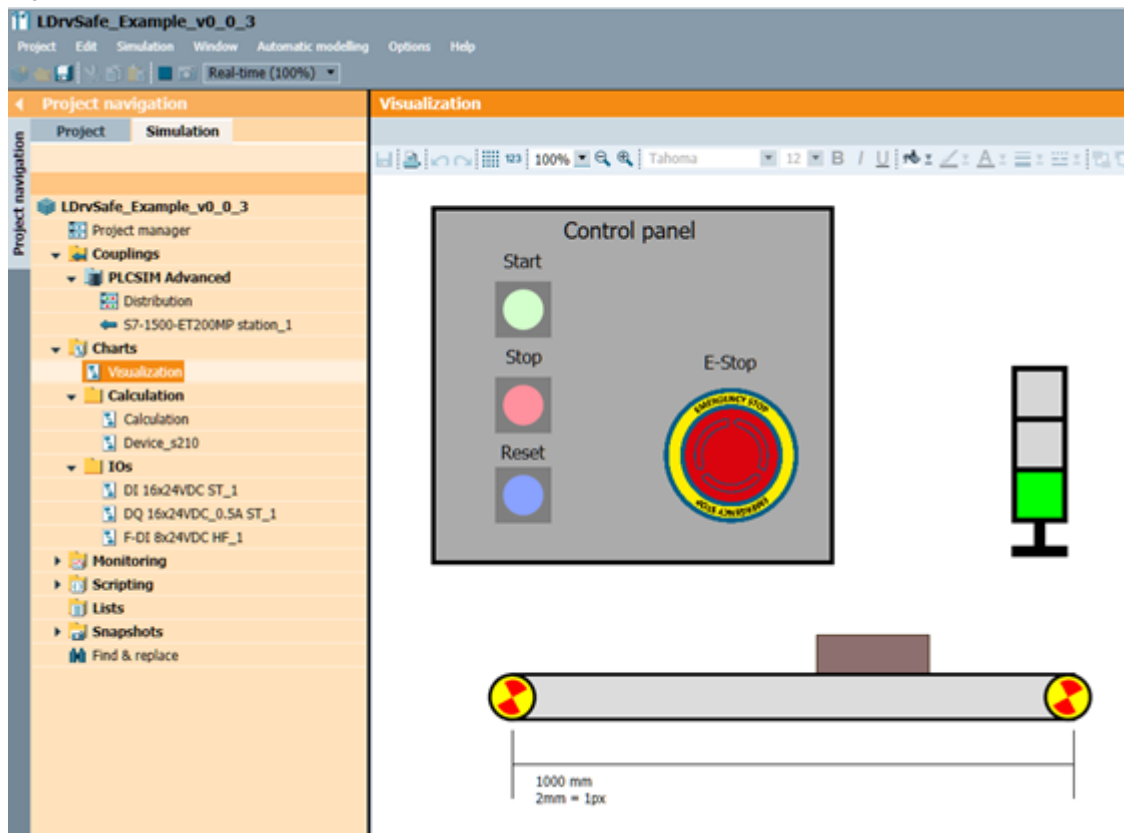 LDrvSafe_Example_v0_0_3
Project Edit Simulation Window Automatic modelling Options Help
Real-time (100%)
Project navigation
Visualization
Project navigation
Project Simulation
123 100% Tahoma 12 B I U A
LDrvSafe_Example_v0_0_3
Project manager
Couplings
PLCSIM Advanced
Distribution
S7-1500-ET200MP station_1
Charts
Visualization
Calculation
Calculation
Device_s210
IOs
DI 16x24VDC ST_1
DQ 16x24VDC_0.5A ST_1
F-DI 8x24VDC HF_1
Monitoring
Scripting
Lists
Snapshots
Find & replace
Control panel
Start
Stop
Reset
E-Stop
EMERGENCY STOP
EMERGENCY STOP
1000 mm
2mm = 1px